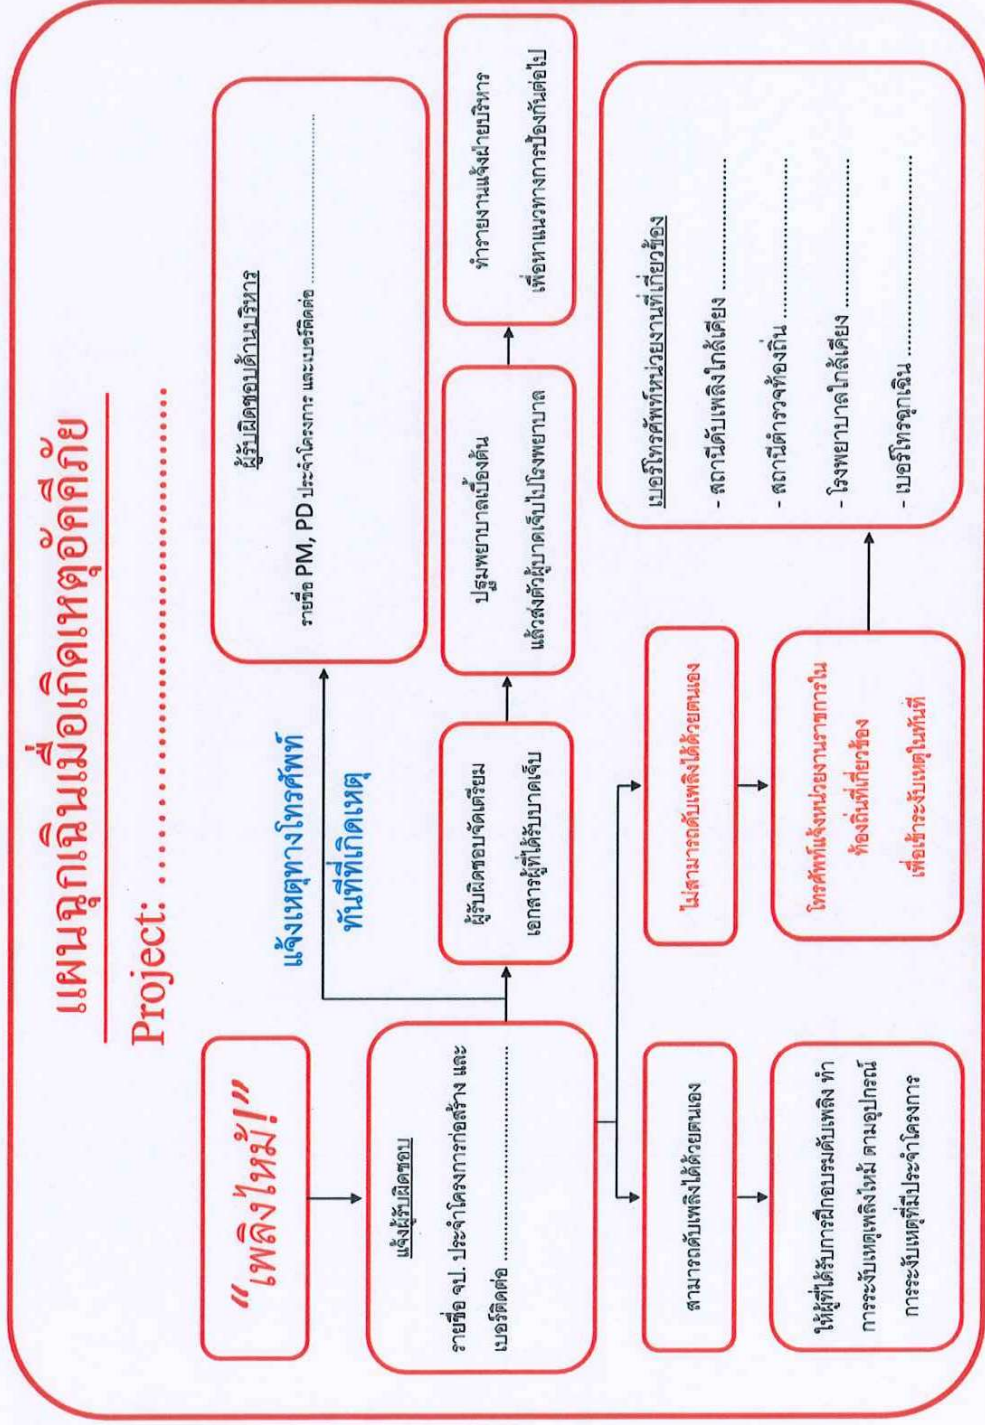 แผนฉุกเฉินเมื่อเกิดเหตุอัคคีภัย
Project: ........................................
“เพลิงไหม้!”
แจ้งเหตุทางโทรศัพท์
ทันทีที่เกิดเหตุ
ผู้รับผิดชอบด้านบริหาร
รายชื่อ PM, PD ประจำโครงการ และเบอร์ติดต่อ ........................................
แจ้งผู้รับผิดชอบ
รายชื่อ จป. ประจำโครงการก่อสร้าง และ
เบอร์ติดต่อ ........................................
ผู้รับผิดชอบจัดเตรียม
เอกสารผู้ที่ได้รับบาดเจ็บ
ปฐมพยาบาลเบื้องต้น
แล้วส่งตัวผู้บาดเจ็บไปโรงพยาบาล
ทำรายงานแจ้งฝ่ายบริหาร
เพื่อหาแนวทางการป้องกันต่อไป
สามารถดับเพลิงได้ด้วยตนเอง
ไม่สามารถดับเพลิงได้ด้วยตนเอง
ให้ผู้ที่ได้รับการฝึกอบรมดับเพลิง ทำ
การระงับเหตุเพลิงไหม้ ตามอุปกรณ์
การระงับเหตุที่มีประจำโครงการ
โทรศัพท์แจ้งหน่วยงานราชการใน
ท้องถิ่นที่เกี่ยวข้อง
เพื่อเข้าระงับเหตุในทันที
เบอร์โทรศัพท์หน่วยงานที่เกี่ยวข้อง
- สถานีดับเพลิงใกล้เคียง ..............................
- สถานีตำรวจท้องถิ่น ..............................
- โรงพยาบาลใกล้เคียง ..............................
- เบอร์โทรฉุกเฉิน ..............................